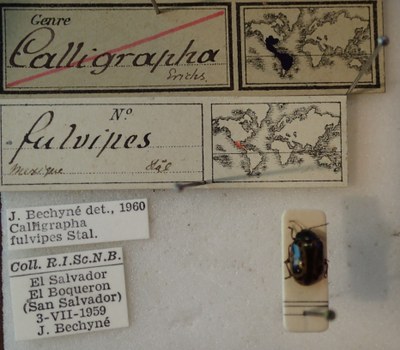 Genre
Calligrapha
Erichs.
Nº
fulvipes
Mexique Stål
J. Bechyné det., 1960
Calligrapha
fulvipes Stal.
Coll. R.I.Sc.N.B.
El Salvador
El Boqueron
(San Salvador)
3-VII-1959
J. Bechyné